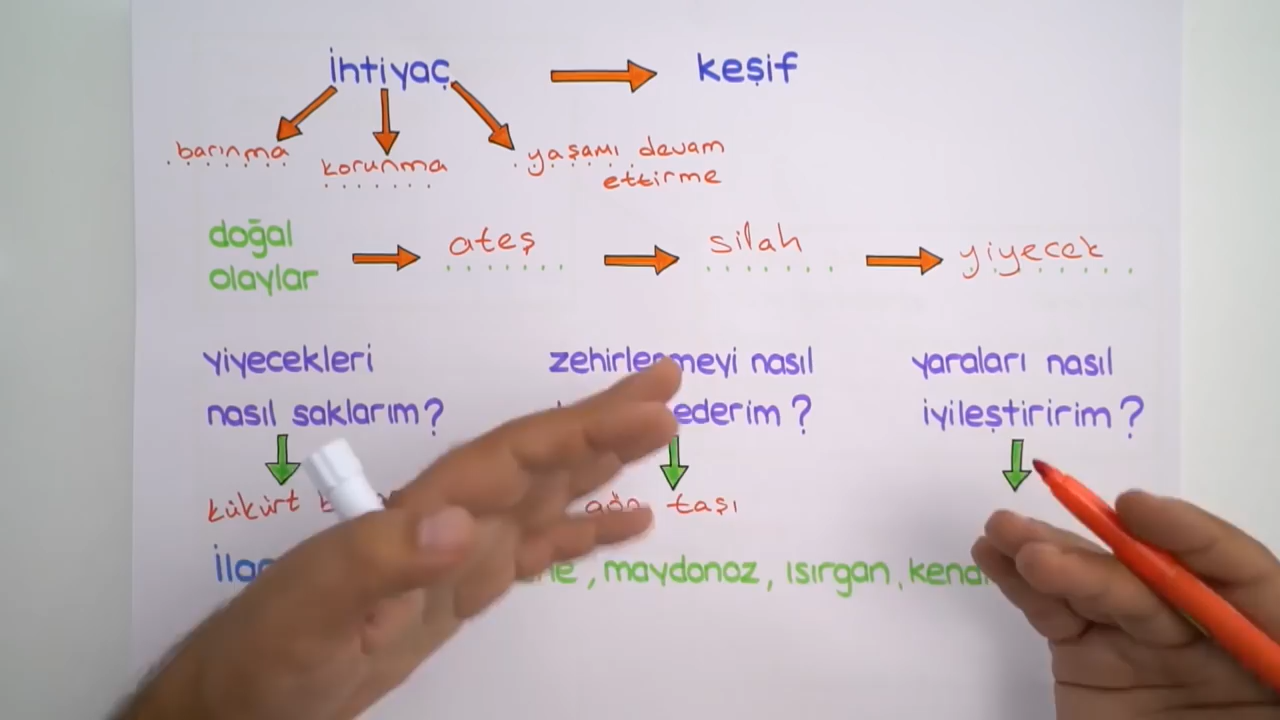 İhtiyaç keşif
barınma korunma yaşamı devam
ettirme
doğal
olaylar ateş silah yiyecek
yiyecekleri zehirlenmeyi nasıl yaraları nasıl
nasıl saklarım? ederim? iyileştiririm?
kükürt taşı
maydonoz, ısırgan,